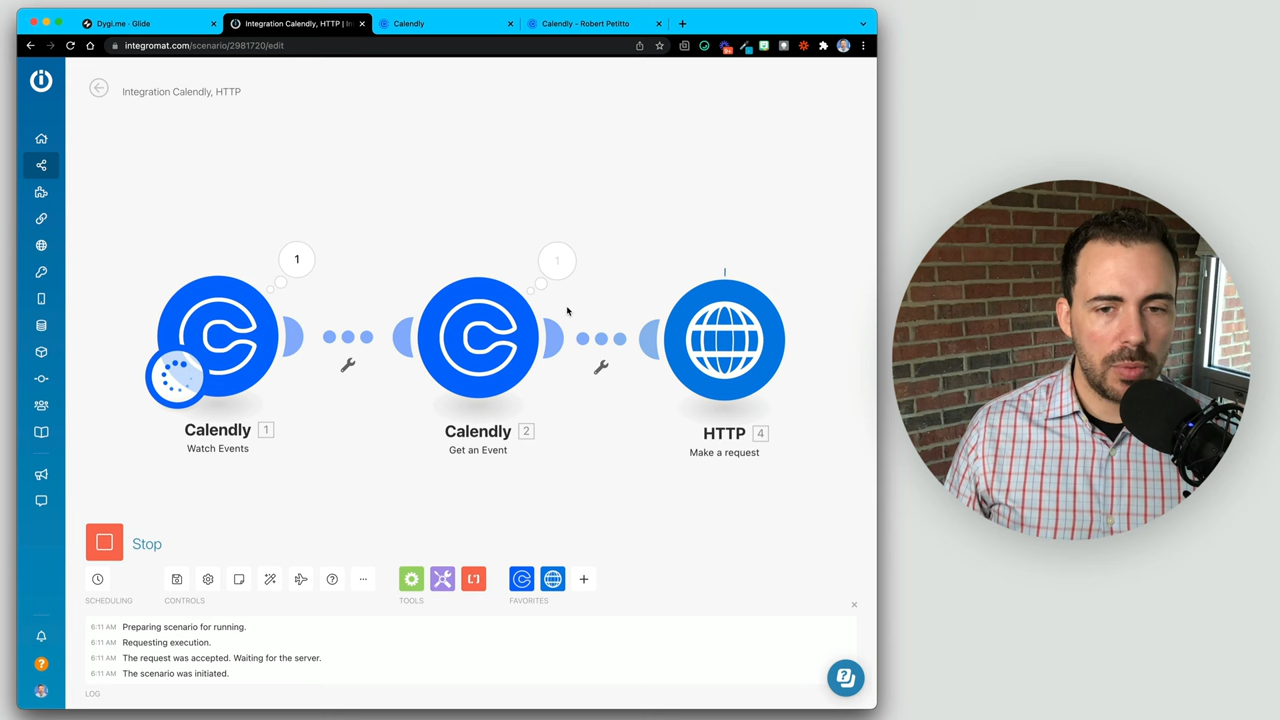 Dygi.me - Glide
Integration Calendly, HTTP | In
Calendly
Calendly - Robert Petitto
integromat.com/scenario/2981720/edit
9+
Integration Calendly, HTTP
1
1
Calendly 1
Watch Events
Calendly 2
Get an Event
HTTP 4
Make a request
Stop
SCHEDULING
CONTROLS
TOOLS
FAVORITES
6:11 AM Preparing scenario for running.
6:11 AM Requesting execution.
6:11 AM The request was accepted. Waiting for the server.
6:11 AM The scenario was initiated.
LOG